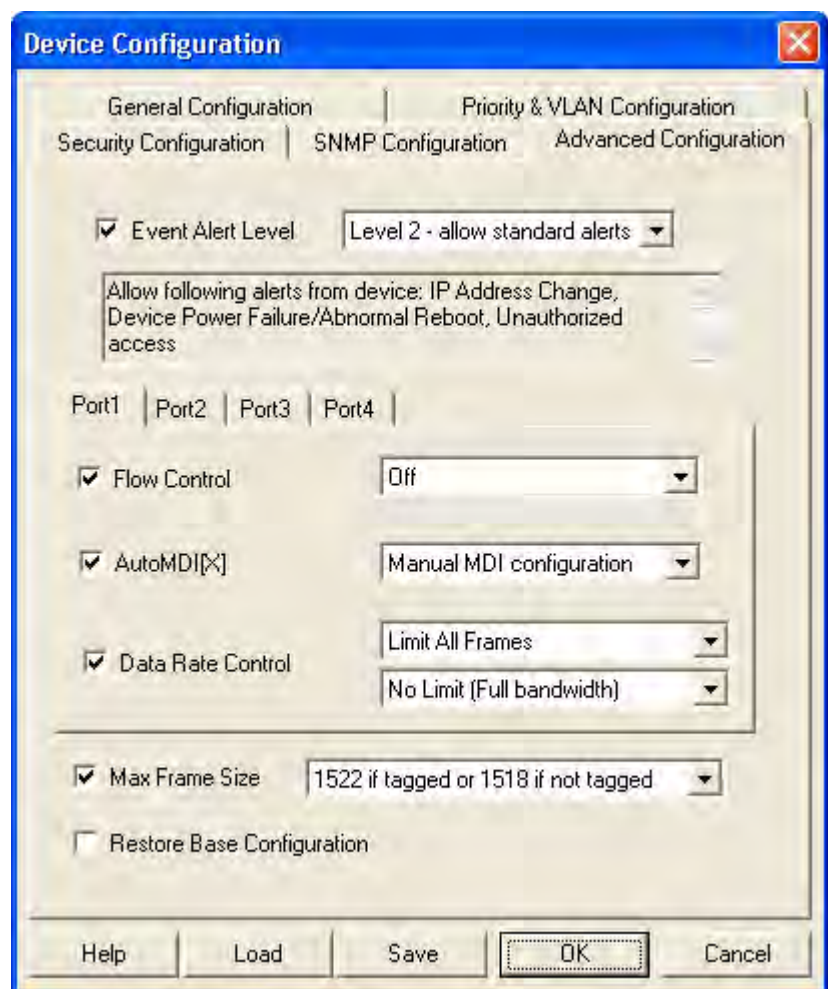 Device Configuration
General Configuration
Priority & VLAN Configuration
Security Configuration
SNMP Configuration
Advanced Configuration
Event Alert Level
Level 2 - allow standard alerts
Allow following alerts from device: IP Address Change,
Device Power Failure/Abnormal Reboot, Unauthorized
access
Port1
Port2
Port3
Port4
Flow Control
Off
AutoMDI[X]
Manual MDI configuration
Data Rate Control
Limit All Frames
No Limit (Full bandwidth)
Max Frame Size
1522 if tagged or 1518 if not tagged
Restore Base Configuration
Help
Load
Save
OK
Cancel